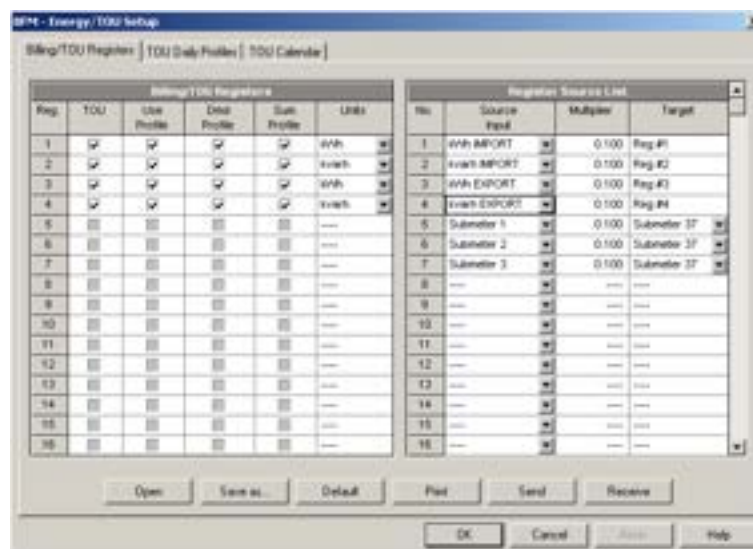 BFM - Energy/TOU Setup
Billing/TOU Registers TOU Daily Profiles TOU Calendar
Billing/TOU Registers Register Source List
Reg. TOU Use Profile Dmd Profile Sum Profile Units No. Source Input Multiplier Target
1 kWh 1 kWh IMPORT 0.100 Reg #1
2 kvarh 2 kvarh IMPORT 0.100 Reg #2
3 kWh 3 kWh EXPORT 0.100 Reg #3
4 kvarh 4 kvarh EXPORT 0.100 Reg #4
5 ---- 5 Submeter 1 0.100 Submeter 37
6 ---- 6 Submeter 2 0.100 Submeter 37
7 ---- 7 Submeter 3 0.100 Submeter 37
8 ---- 8 ---- ---- ----
9 ---- 9 ---- ---- ----
10 ---- 10 ---- ---- ----
11 ---- 11 ---- ---- ----
12 ---- 12 ---- ---- ----
13 ---- 13 ---- ---- ----
14 ---- 14 ---- ---- ----
15 ---- 15 ---- ---- ----
16 ---- 16 ---- ---- ----
Open Save as... Default Print Send Receive
OK Cancel Help